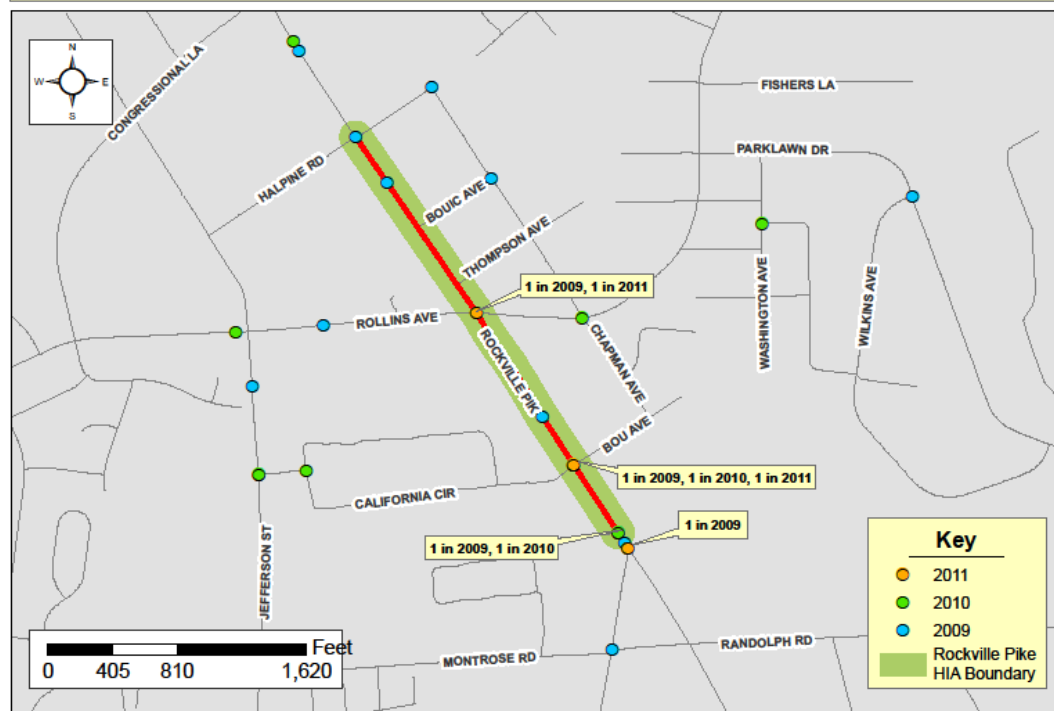 N
W E
S
CONGRESSIONAL LA
FISHERS LA
PARKLAWN DR
HALPINE RD
BOUIC AVE
THOMPSON AVE
WASHINGTON AVE
WILKINS AVE
1 in 2009, 1 in 2011
ROLLINS AVE
ROCKVILLE PIK
CHAPMAN AVE
BOU AVE
1 in 2009, 1 in 2010, 1 in 2011
CALIFORNIA CIR
1 in 2009
1 in 2009, 1 in 2010
JEFFERSON ST
Key
2011
2010
2009
Rockville Pike
HIA Boundary
Feet
0 405 810 1,620
MONTROSE RD
RANDOLPH RD